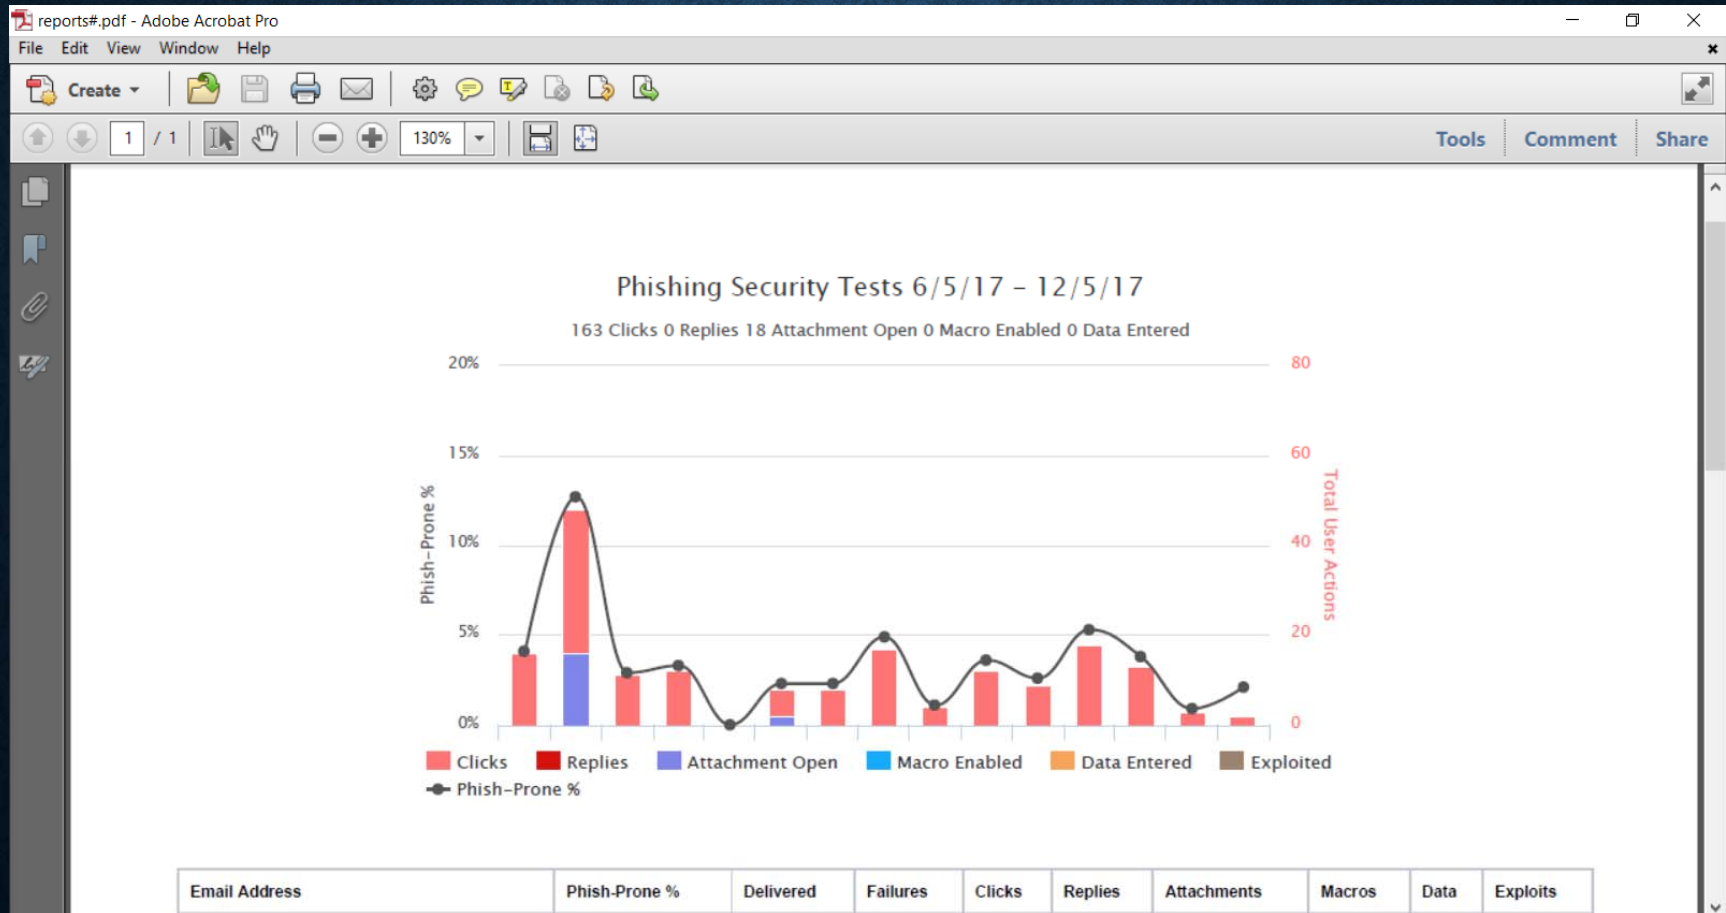 reports#.pdf - Adobe Acrobat Pro
File Edit View Window Help
Create
1 / 1 130% Tools Comment Share
Phishing Security Tests 6/5/17 – 12/5/17
163 Clicks 0 Replies 18 Attachment Open 0 Macro Enabled 0 Data Entered
20% 80
15% 60
Phish-Prone %
Total User Actions
10% 40
5% 20
0% 0
Clicks Replies Attachment Open Macro Enabled Data Entered Exploited
Phish-Prone %
Email Address Phish-Prone % Delivered Failures Clicks Replies Attachments Macros Data Exploits